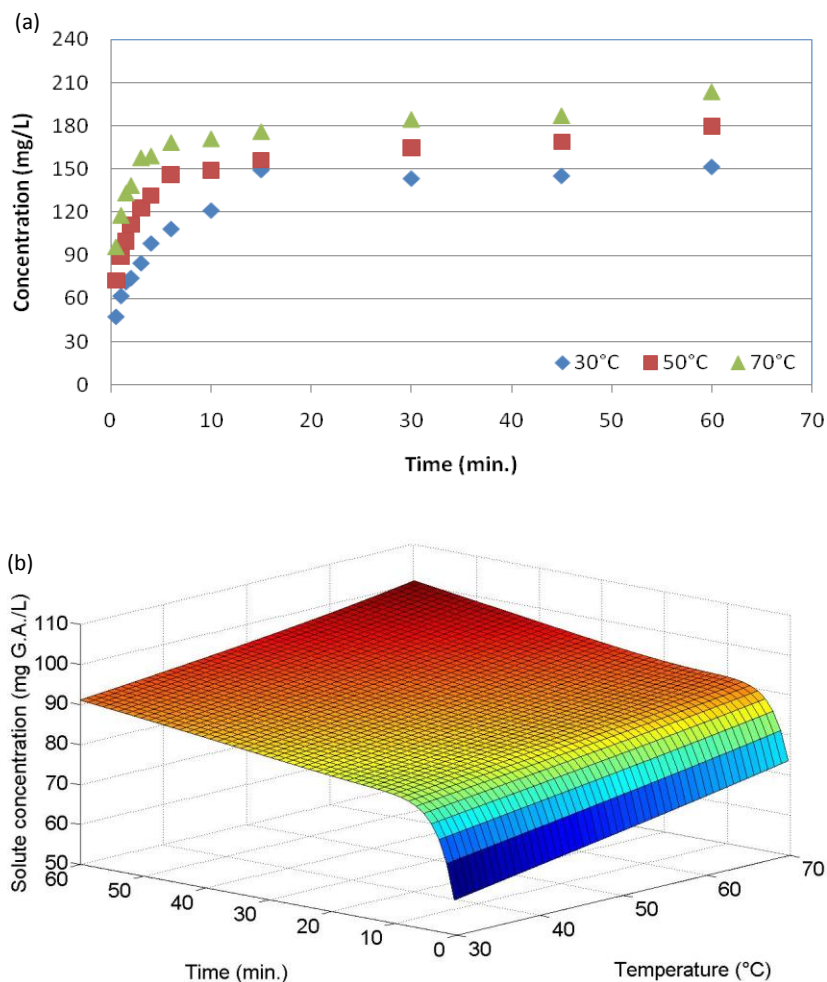 (a)
240
210
180
150
120
90
60
30
0
Concentration (mg/L)
30°C 50°C 70°C
0 10 20 30 40 50 60 70
Time (min.)
(b)
Solute concentration (mg G.A./L)
110
100
90
80
70
60
50
60 50 40 30 20 10 0
Time (min.)
30 40 50 60 70
Temperature (°C)